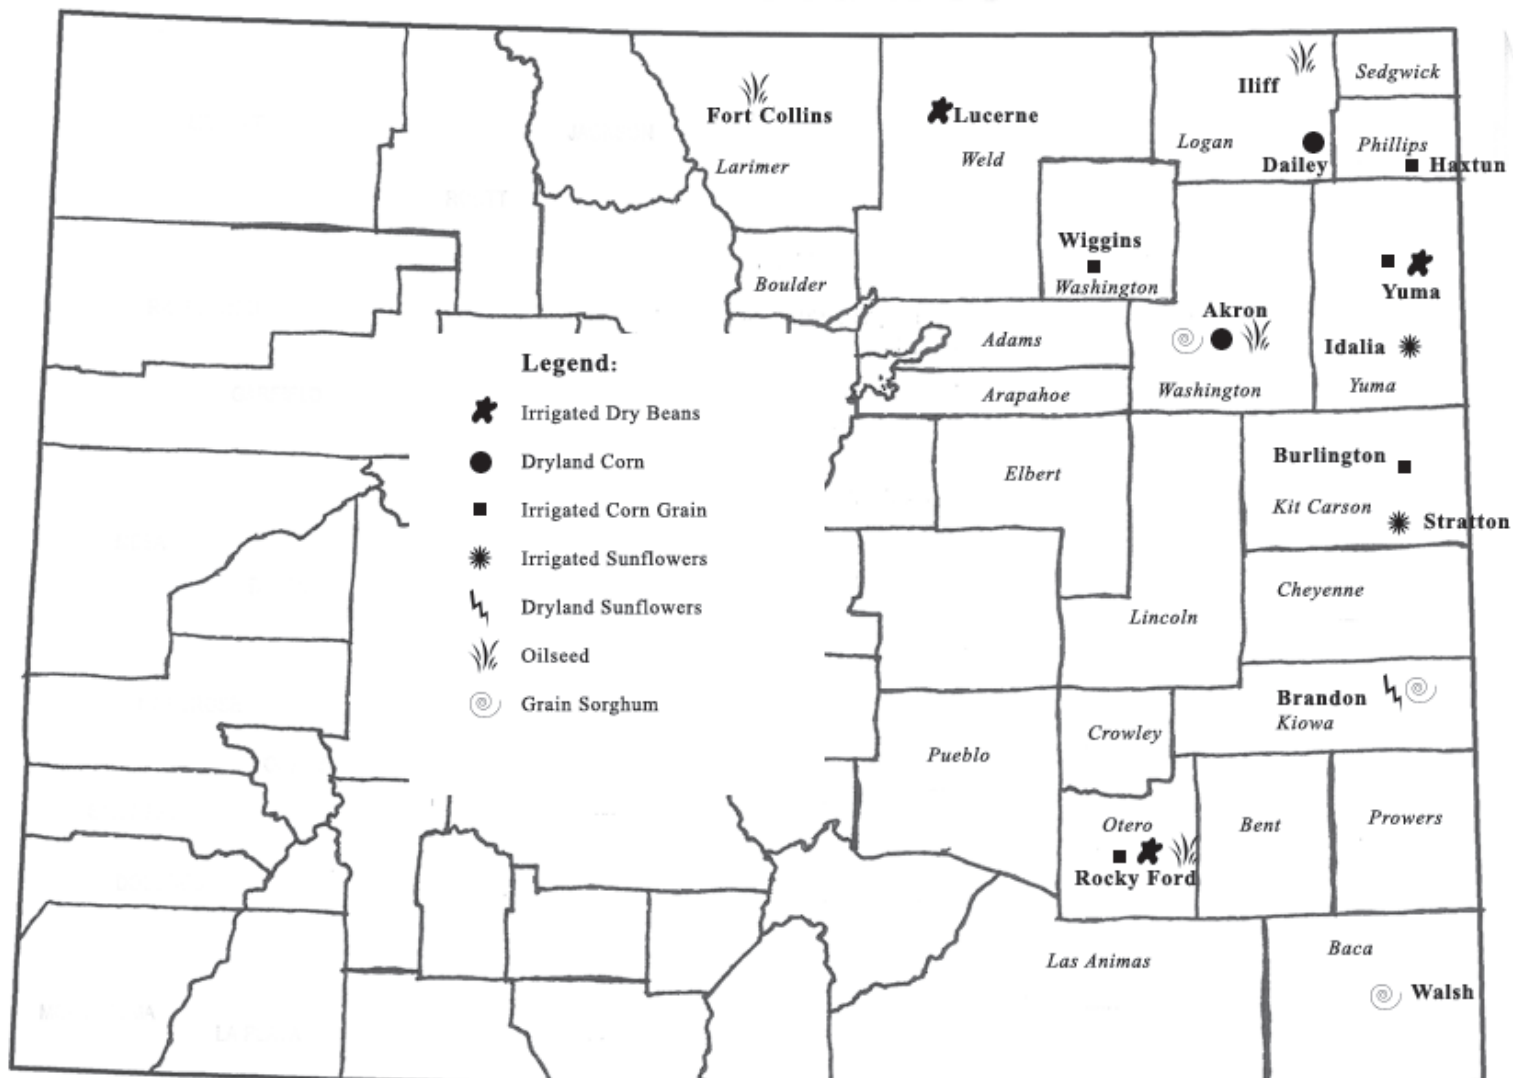 Sedgwick
Iliff
Fort Collins
Lucerne
Logan
Phillips
Weld
Larimer
Dailey
Haxtun
Wiggins
Boulder
Washington
Yuma
Akron
Adams
Idalia
Washington
Yuma
Arapahoe
Legend:
Irrigated Dry Beans
Dryland Corn
Irrigated Corn Grain
Irrigated Sunflowers
Dryland Sunflowers
Oilseed
Grain Sorghum
Burlington
Elbert
Kit Carson
Stratton
Cheyenne
Lincoln
Brandon
Kiowa
Crowley
Pueblo
Otero
Bent
Prowers
Rocky Ford
Las Animas
Baca
Walsh